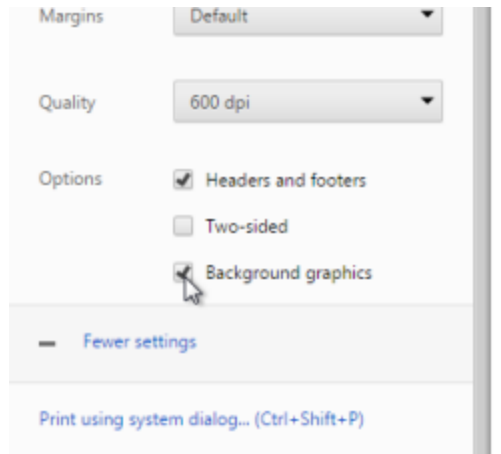 Margins Default
Quality 600 dpi
Options Headers and footers
Two-sided
Background graphics
Fewer settings
Print using system dialog... (Ctrl+Shift+P)